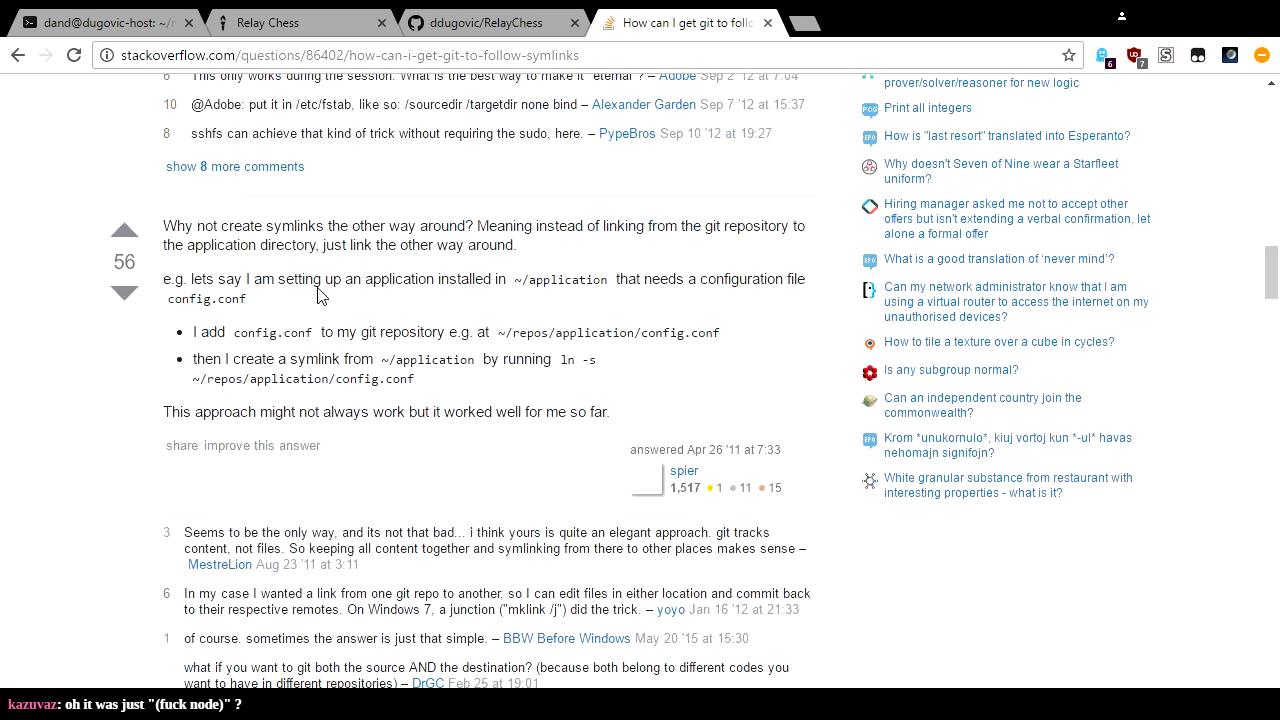 dand@dugovic-host: ~/r
Relay Chess
ddugovic/RelayChess
How can I get git to follo
stackoverflow.com/questions/86402/how-can-i-get-git-to-follow-symlinks
6
7
6 This only works during the session. What is the best way to make it "eternal"? – Adobe Sep 2 '12 at 7:04
10 @Adobe: put it in /etc/fstab, like so: /sourcedir /targetdir none bind – Alexander Garden Sep 7 '12 at 15:37
8 sshfs can achieve that kind of trick without requiring the sudo, here. – PypeBros Sep 10 '12 at 19:27
show 8 more comments
56
Why not create symlinks the other way around? Meaning instead of linking from the git repository to
the application directory, just link the other way around.
e.g. lets say I am setting up an application installed in ~/application that needs a configuration file
config.conf
• I add config.conf to my git repository e.g. at ~/repos/application/config.conf
• then I create a symlink from ~/application by running ln -s
~/repos/application/config.conf
This approach might not always work but it worked well for me so far.
share improve this answer
answered Apr 26 '11 at 7:33
spier
1,517 1 11 15
3 Seems to be the only way, and its not that bad... i think yours is quite an elegant approach. git tracks
content, not files. So keeping all content together and symlinking from there to other places makes sense –
MestreLion Aug 23 '11 at 3:11
6 In my case I wanted a link from one git repo to another, so I can edit files in either location and commit back
to their respective remotes. On Windows 7, a junction ("mklink /j") did the trick. – yoyo Jan 16 '12 at 21:33
1 of course. sometimes the answer is just that simple. – BBW Before Windows May 20 '15 at 15:30
what if you want to git both the source AND the destination? (because both belong to different codes you
want to have in different repositories) – DrGC Feb 25 at 19:01
prover/solver/reasoner for new logic
Print all integers
How is "last resort" translated into Esperanto?
Why doesn't Seven of Nine wear a Starfleet
uniform?
Hiring manager asked me not to accept other
offers but isn't extending a verbal confirmation, let
alone a formal offer
What is a good translation of ‘never mind’?
Can my network administrator know that I am
using a virtual router to access the internet on my
unauthorised devices?
How to tile a texture over a cube in cycles?
Is any subgroup normal?
Can an independent country join the
commonwealth?
Krom *unukornulo*, kiuj vortoj kun *-ul* havas
nehomajn signifojn?
White granular substance from restaurant with
interesting properties - what is it?
kazuvaz: oh it was just "(fuck node)" ?